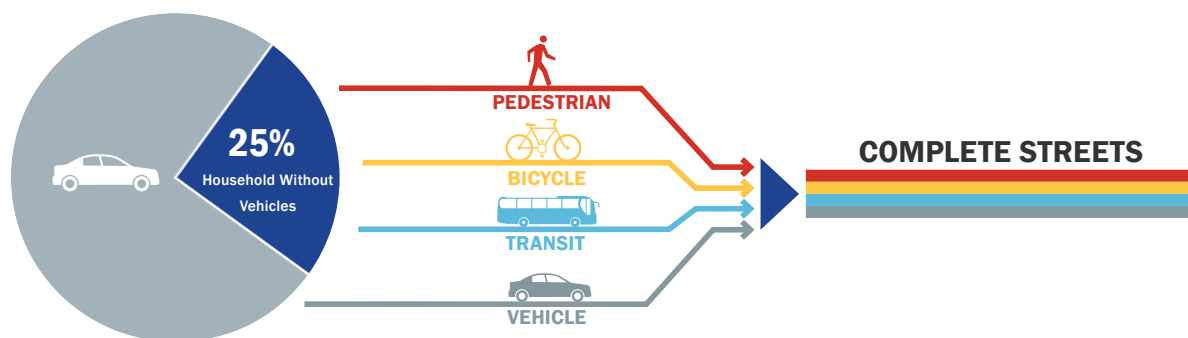 25%
Household Without
Vehicles
PEDESTRIAN
BICYCLE
TRANSIT
VEHICLE
COMPLETE STREETS